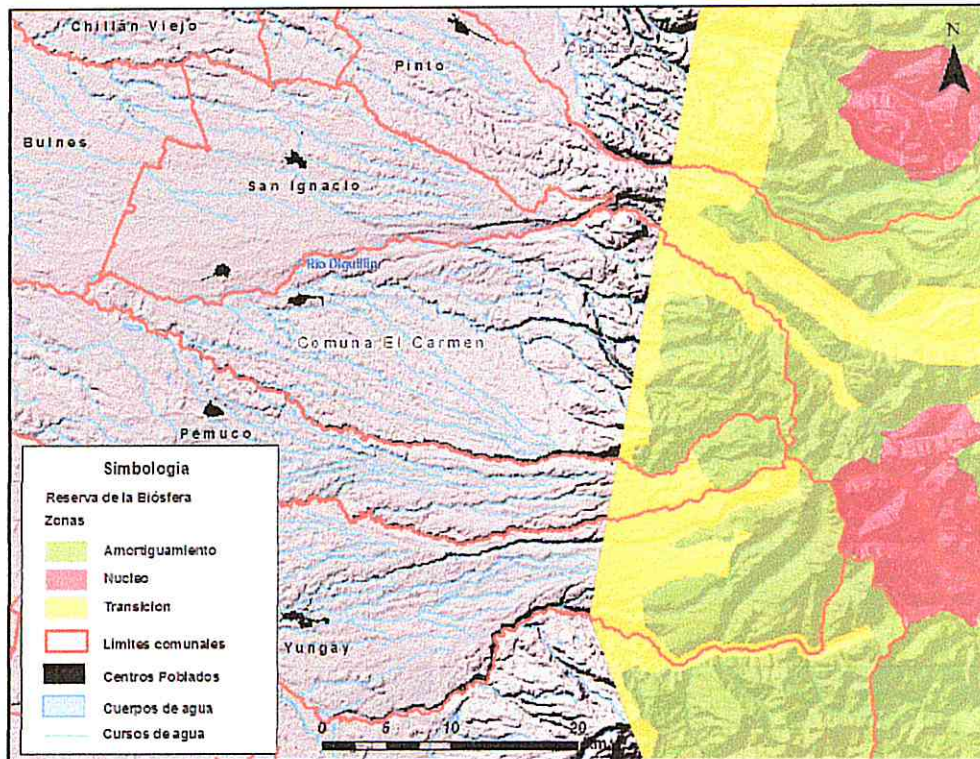 Chillán Viejo
Pinto
N
Bulnes
San Ignacio
Río Diguillín
Comuna El Carmen
Pemuco
Yungay
Simbologia
Reserva de la Biósfera
Zonas
Amortiguamiento
Nucleo
Transicion
Limites comunales
Centros Poblados
Cuerpos de agua
Cursos de agua
0 5 10 20
Km